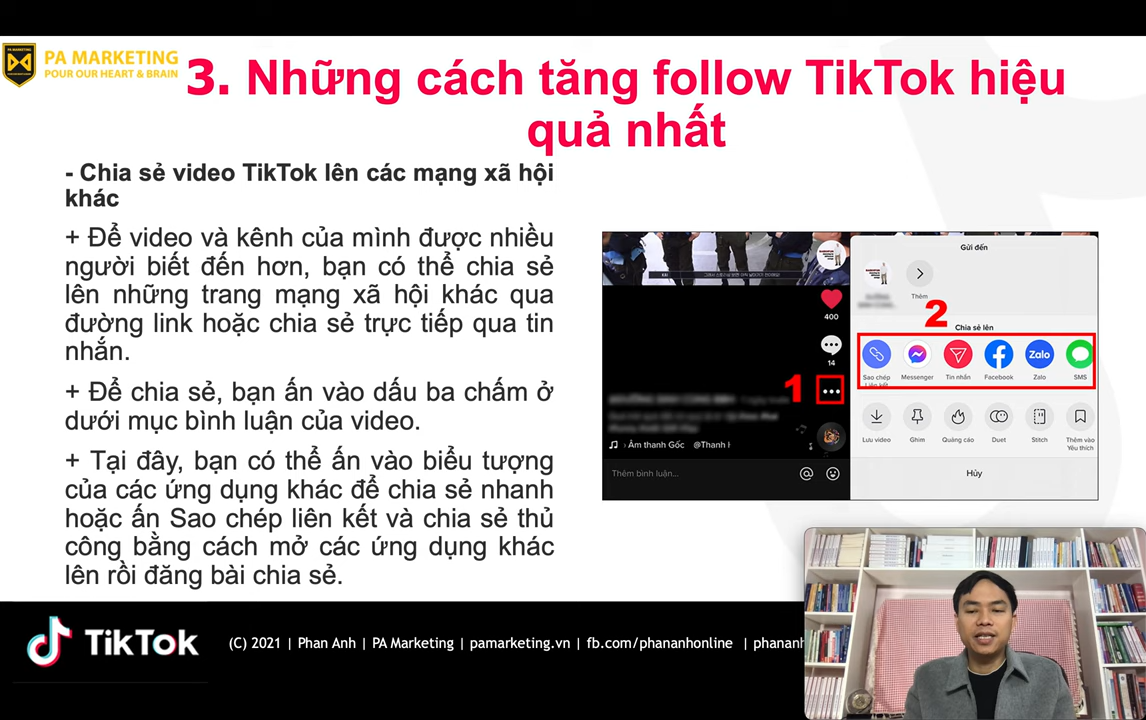 PA MARKETING
POUR OUR HEART & BRAIN
3. Những cách tăng follow TikTok hiệu
quả nhất
- Chia sẻ video TikTok lên các mạng xã hội
khác
+ Để video và kênh của mình được nhiều
người biết đến hơn, bạn có thể chia sẻ
lên những trang mạng xã hội khác qua
đường link hoặc chia sẻ trực tiếp qua tin
nhắn.
+ Để chia sẻ, bạn ấn vào dấu ba chấm ở
dưới mục bình luận của video.
+ Tại đây, bạn có thể ấn vào biểu tượng
của các ứng dụng khác để chia sẻ nhanh
hoặc ấn Sao chép liên kết và chia sẻ thủ
công bằng cách mở các ứng dụng khác
lên rồi đăng bài chia sẻ.
400
14
1
Âm thanh Gốc @Thanh H
Thêm bình luận...
Gửi đến
Thêm
2
Chia sẻ lên
Sao chép
Liên kết
Messenger
Tin nhắn
Facebook
Zalo
Zalo
SMS
Lưu video
Ghim
Quảng cáo
Duet
Stitch
Thêm vào
Yêu thích
Hủy
TikTok
(C) 2021 | Phan Anh | PA Marketing | pamarketing.vn | fb.com/phananhonline | phananh